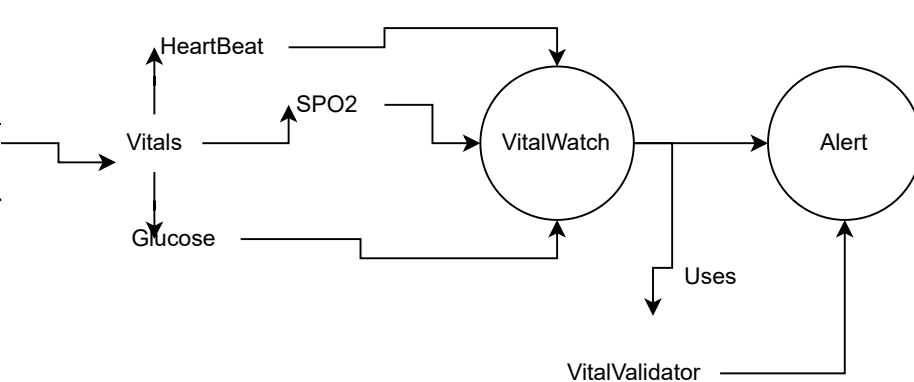 HeartBeat
SPO2
Vitals
VitalWatch
Alert
Glucose
Uses
VitalValidator